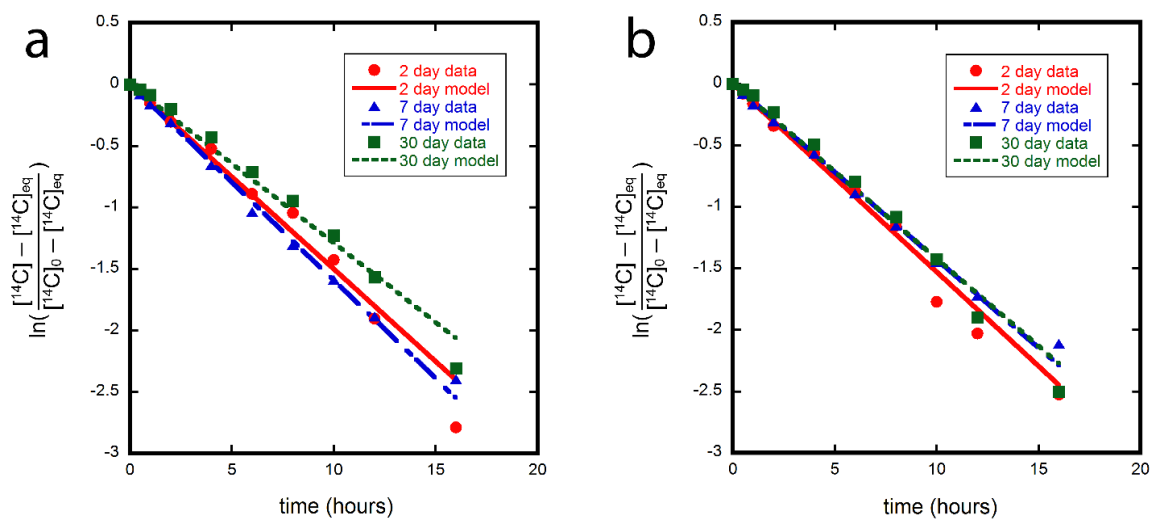 a
0.5
0
-0.5
-1
-1.5
-2
-2.5
-3
0
5
10
15
20
time (hours)
ln([¹⁴C] − [¹⁴C]eq / [¹⁴C]₀ − [¹⁴C]eq)
2 day data
2 day model
7 day data
7 day model
30 day data
30 day model
b
0.5
0
-0.5
-1
-1.5
-2
-2.5
-3
0
5
10
15
20
time (hours)
ln([¹⁴C] − [¹⁴C]eq / [¹⁴C]₀ − [¹⁴C]eq)
2 day data
2 day model
7 day data
7 day model
30 day data
30 day model